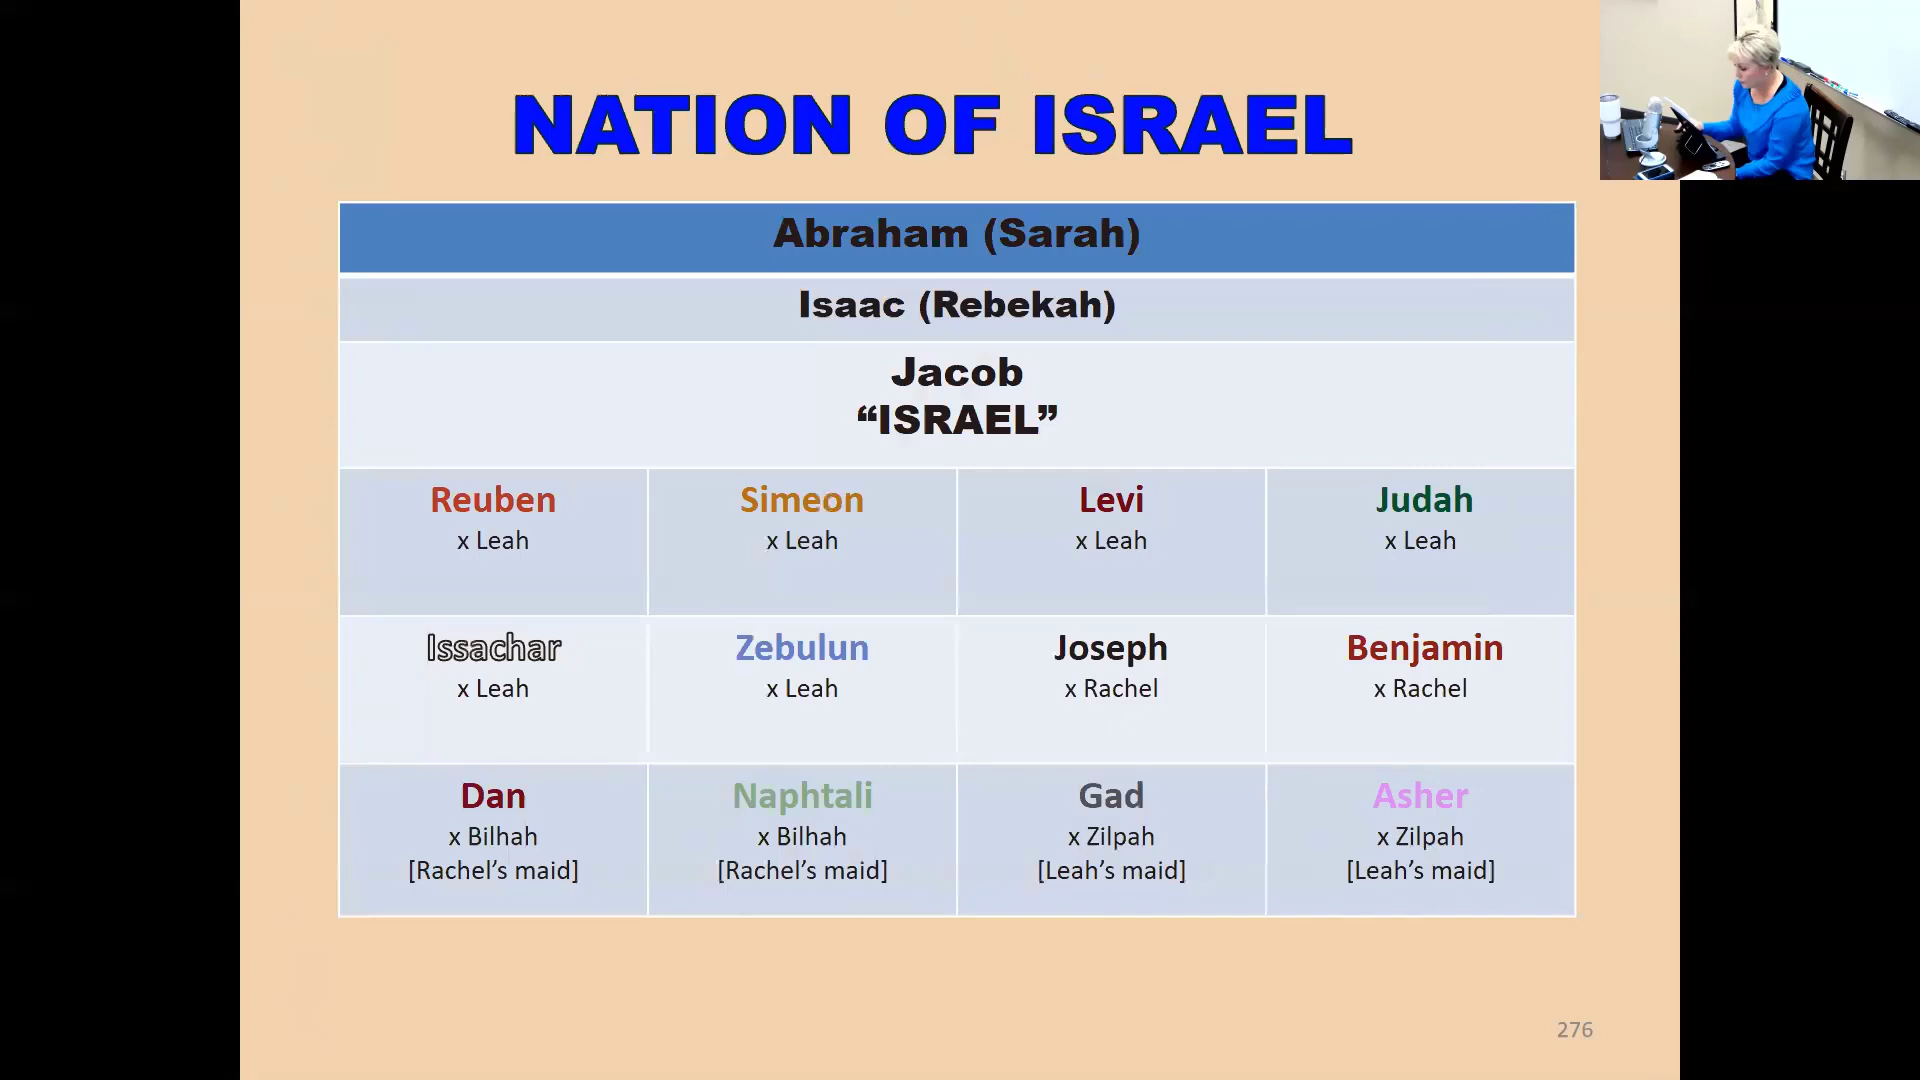 NATION OF ISRAEL
Abraham (Sarah)
Isaac (Rebekah)
Jacob
“ISRAEL”
Reuben
x Leah
Simeon
x Leah
Levi
x Leah
Judah
x Leah
Issachar
x Leah
Zebulun
x Leah
Joseph
x Rachel
Benjamin
x Rachel
Dan
x Bilhah
[Rachel’s maid]
Naphtali
x Bilhah
[Rachel’s maid]
Gad
x Zilpah
[Leah’s maid]
Asher
x Zilpah
[Leah’s maid]
276